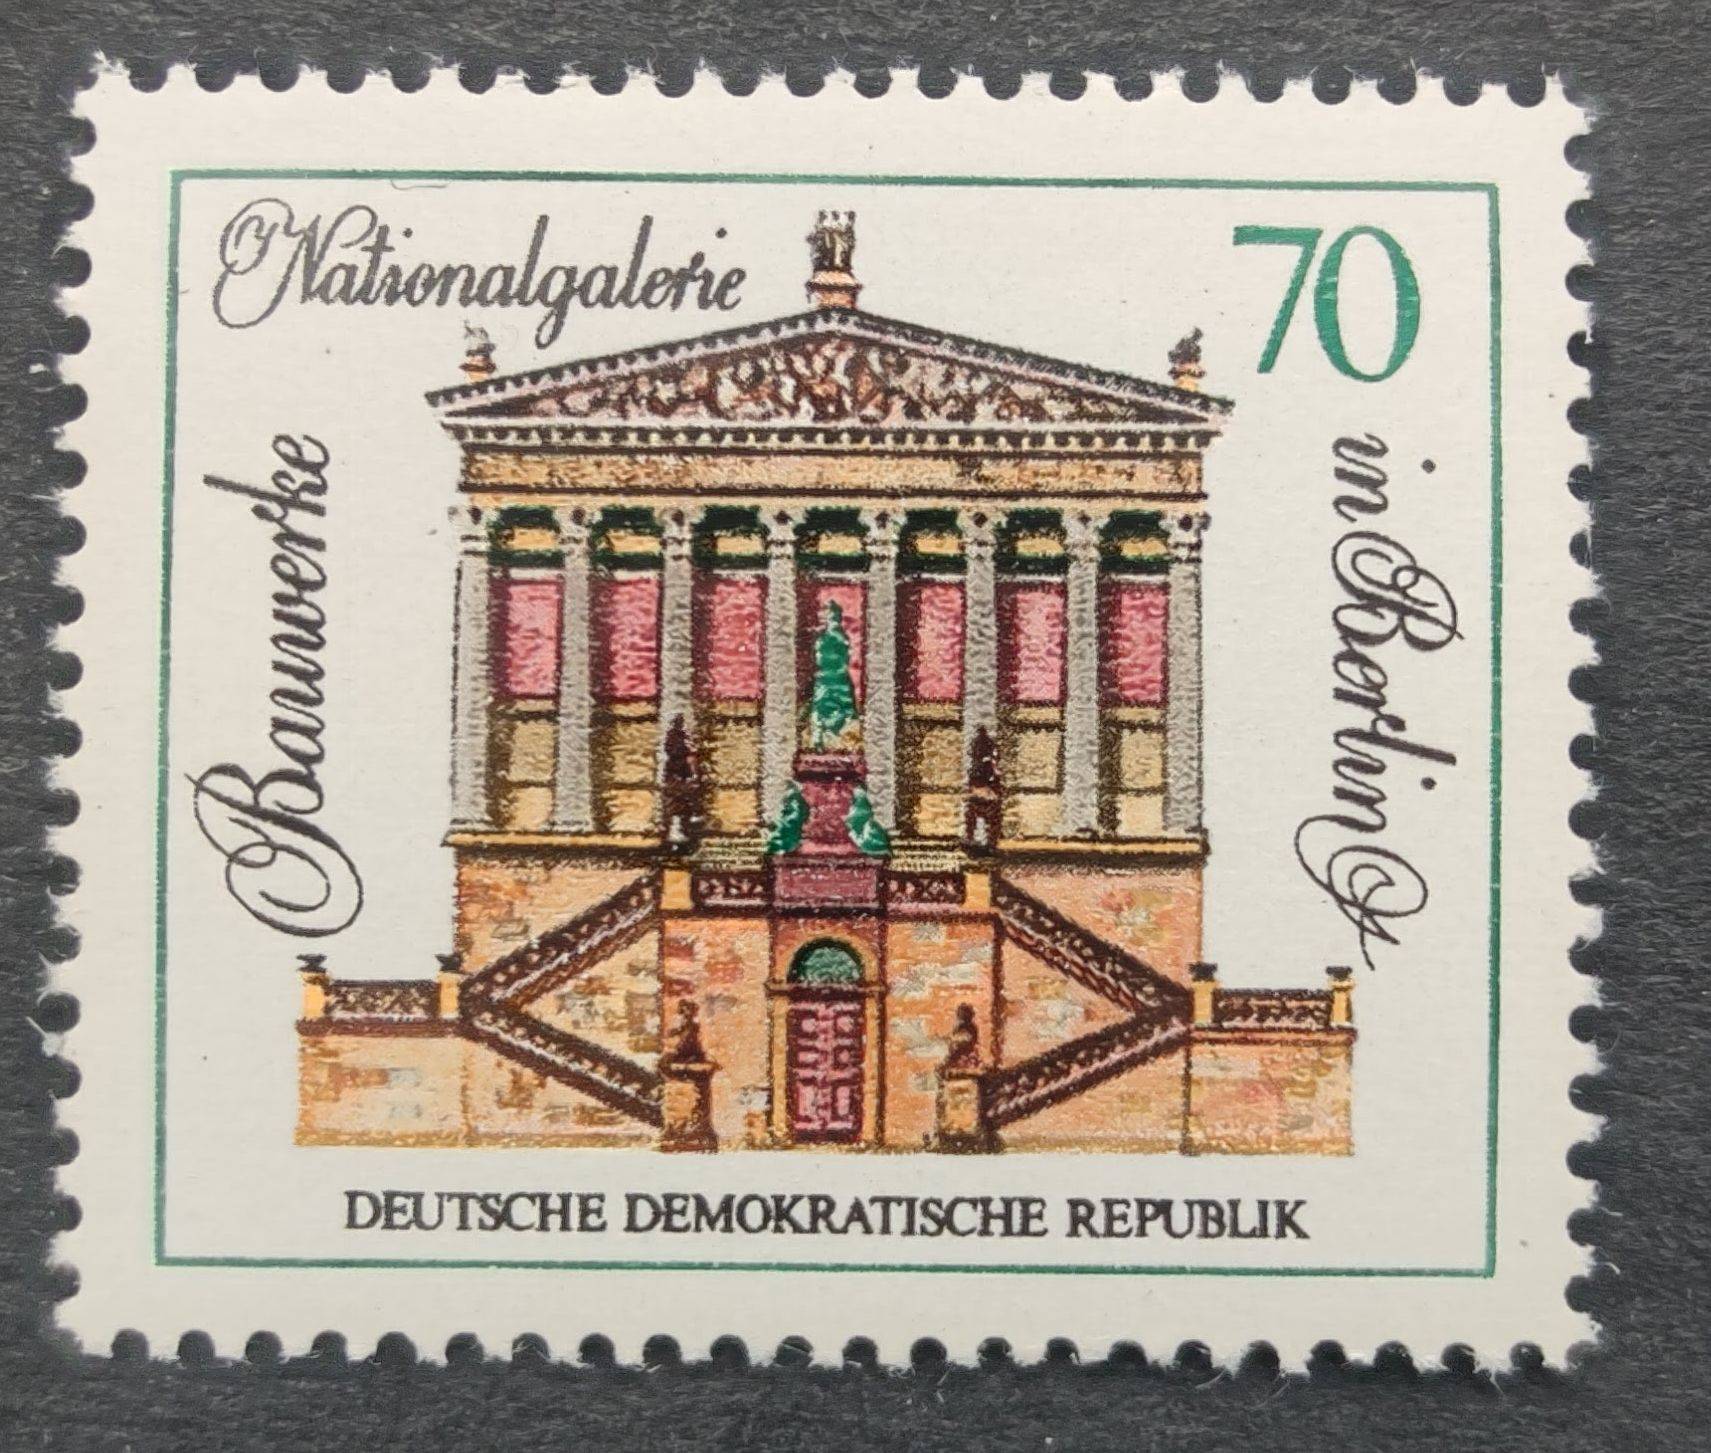 Nationalgalerie
70
Bauwerke
in Berlin
DEUTSCHE DEMOKRATISCHE REPUBLIK